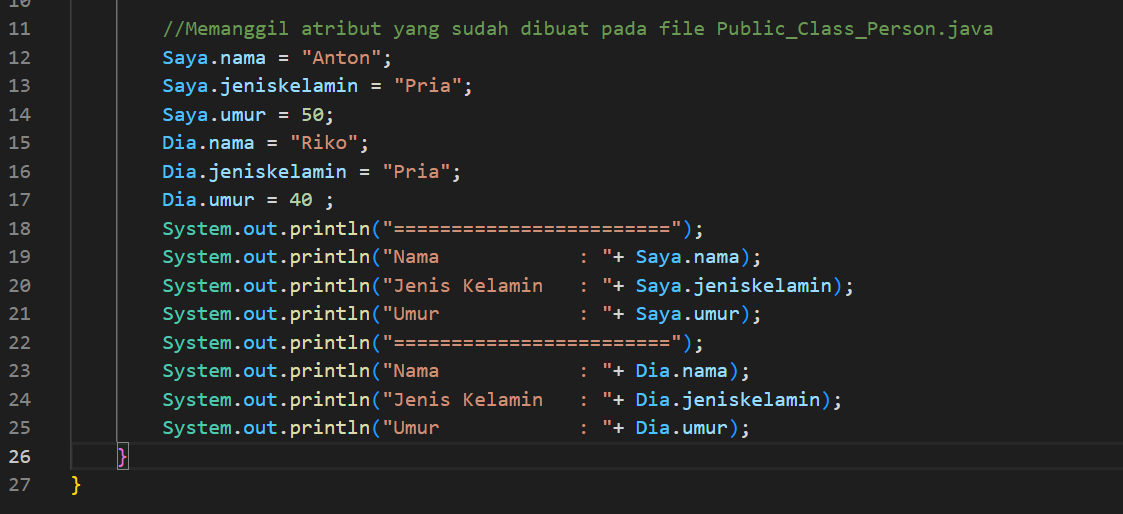 10
11 //Memanggil atribut yang sudah dibuat pada file Public_Class_Person.java
12 Saya.nama = "Anton";
13 Saya.jeniskelamin = "Pria";
14 Saya.umur = 50;
15 Dia.nama = "Riko";
16 Dia.jeniskelamin = "Pria";
17 Dia.umur = 40 ;
18 System.out.println("========================");
19 System.out.println("Nama            : "+ Saya.nama);
20 System.out.println("Jenis Kelamin   : "+ Saya.jeniskelamin);
21 System.out.println("Umur            : "+ Saya.umur);
22 System.out.println("========================");
23 System.out.println("Nama            : "+ Dia.nama);
24 System.out.println("Jenis Kelamin   : "+ Dia.jeniskelamin);
25 System.out.println("Umur            : "+ Dia.umur);
26 }
27 }